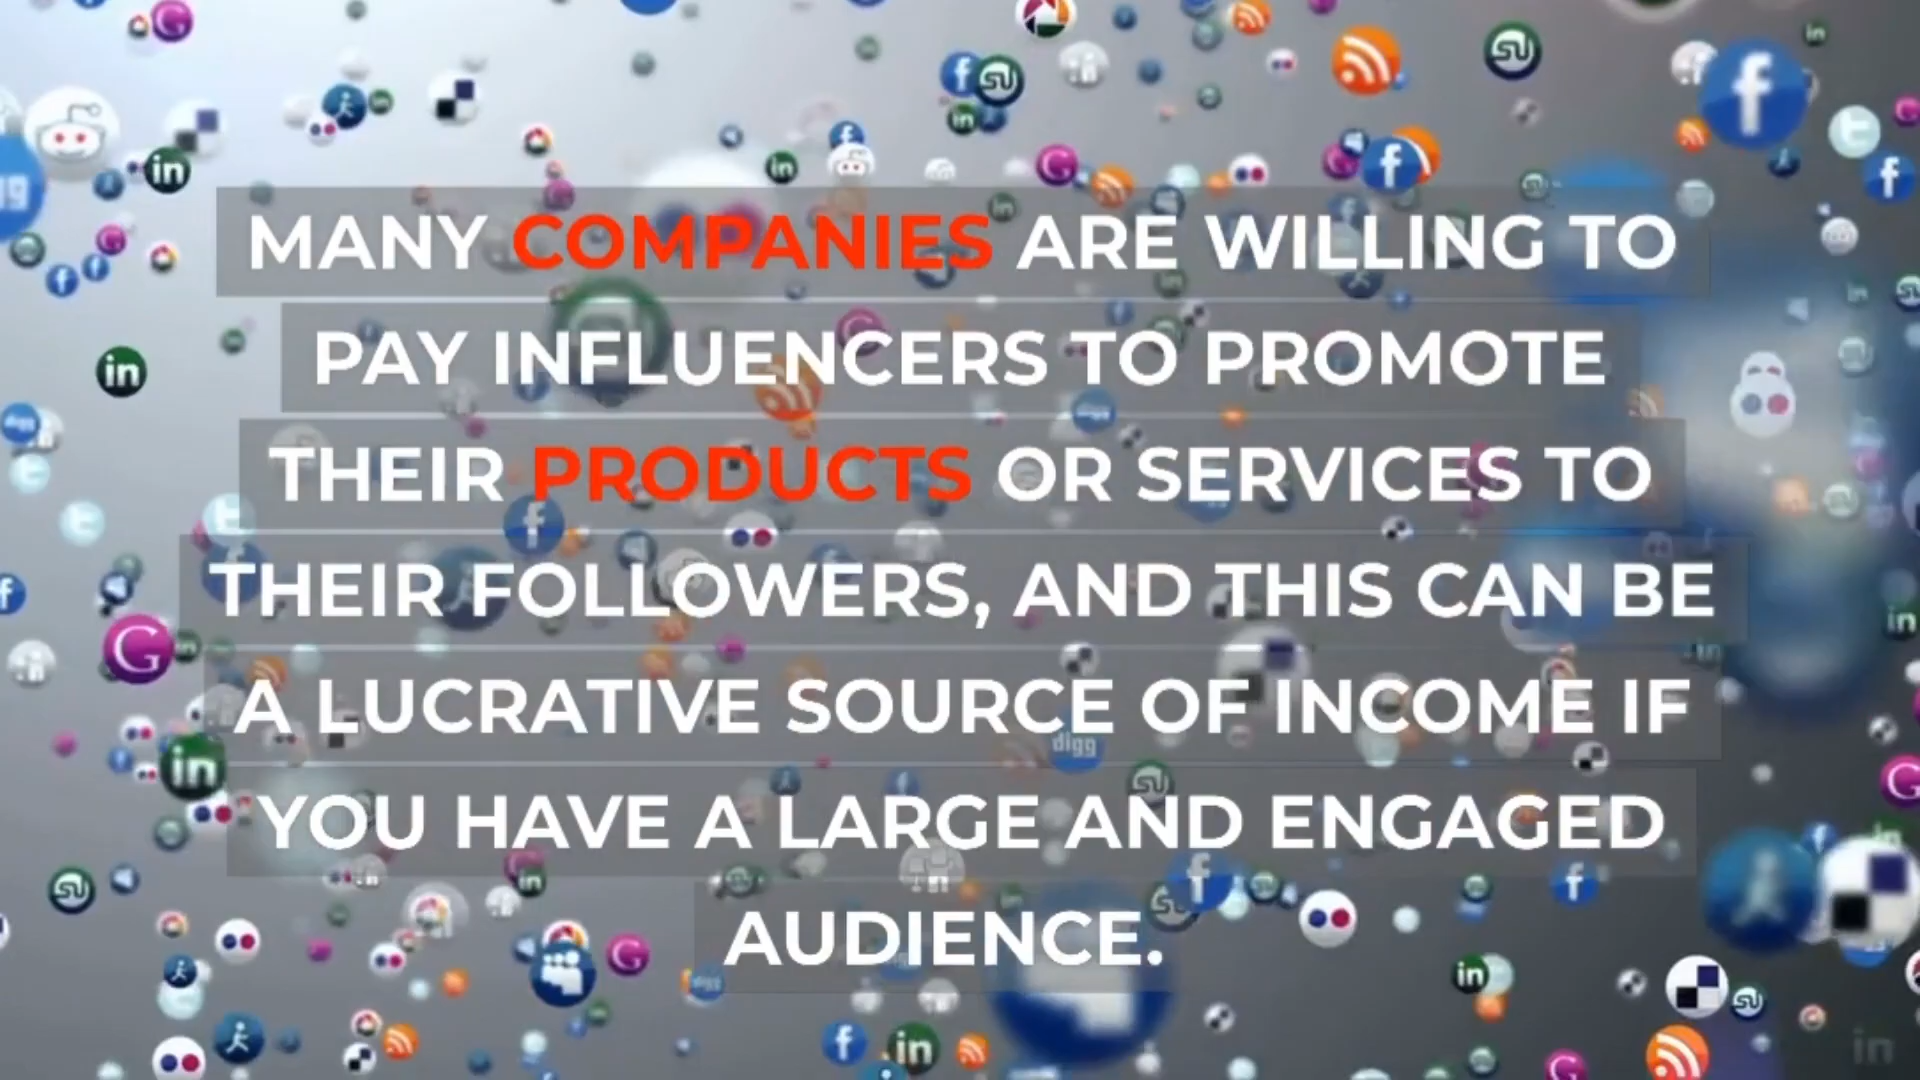 MANY COMPANIES ARE WILLING TO
PAY INFLUENCERS TO PROMOTE
THEIR PRODUCTS OR SERVICES TO
THEIR FOLLOWERS, AND THIS CAN BE
A LUCRATIVE SOURCE OF INCOME IF
YOU HAVE A LARGE AND ENGAGED
AUDIENCE.